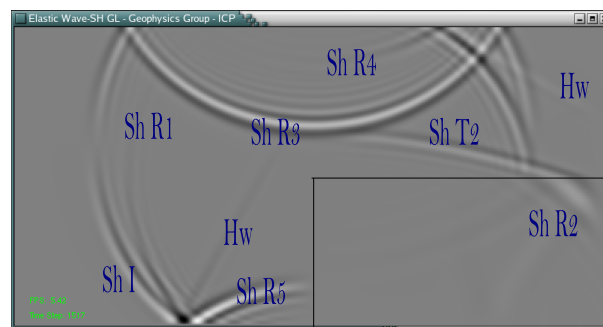 Elastic Wave-SH GL - Geophysics Group - ICP
Sh R4
Hw
Sh R1
Sh R3
Sh T2
Sh R2
Hw
Sh I
Sh R5